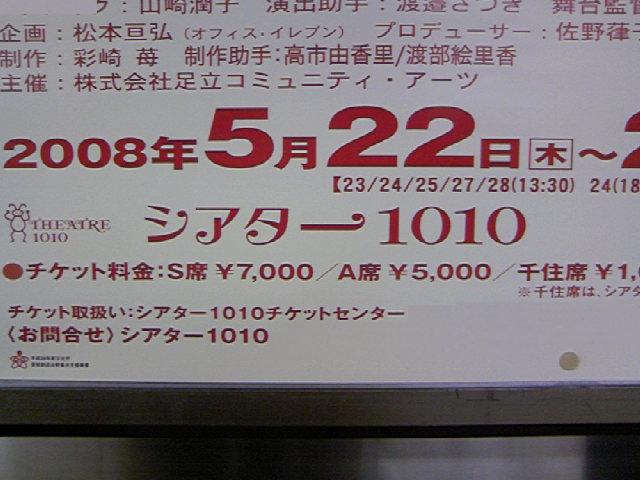 山崎潤子 演出助手：渡邉さつき 舞台監督
企画：松本亘弘（オフィス・イレブン） プロデューサー：佐野葎子
制作：彩崎 苺 制作助手：高市由香里/渡部絵里香
主催：株式会社足立コミュニティ・アーツ
2008年5月22日木～2
【23/24/25/27/28(13:30) 24(18
THEATRE
1010
シアター1010
●チケット料金：S席 ￥7,000／A席 ￥5,000／千住席 ￥1,
※千住席は、シアタ
チケット取扱い：シアター1010チケットセンター
〈お問合せ〉シアター1010